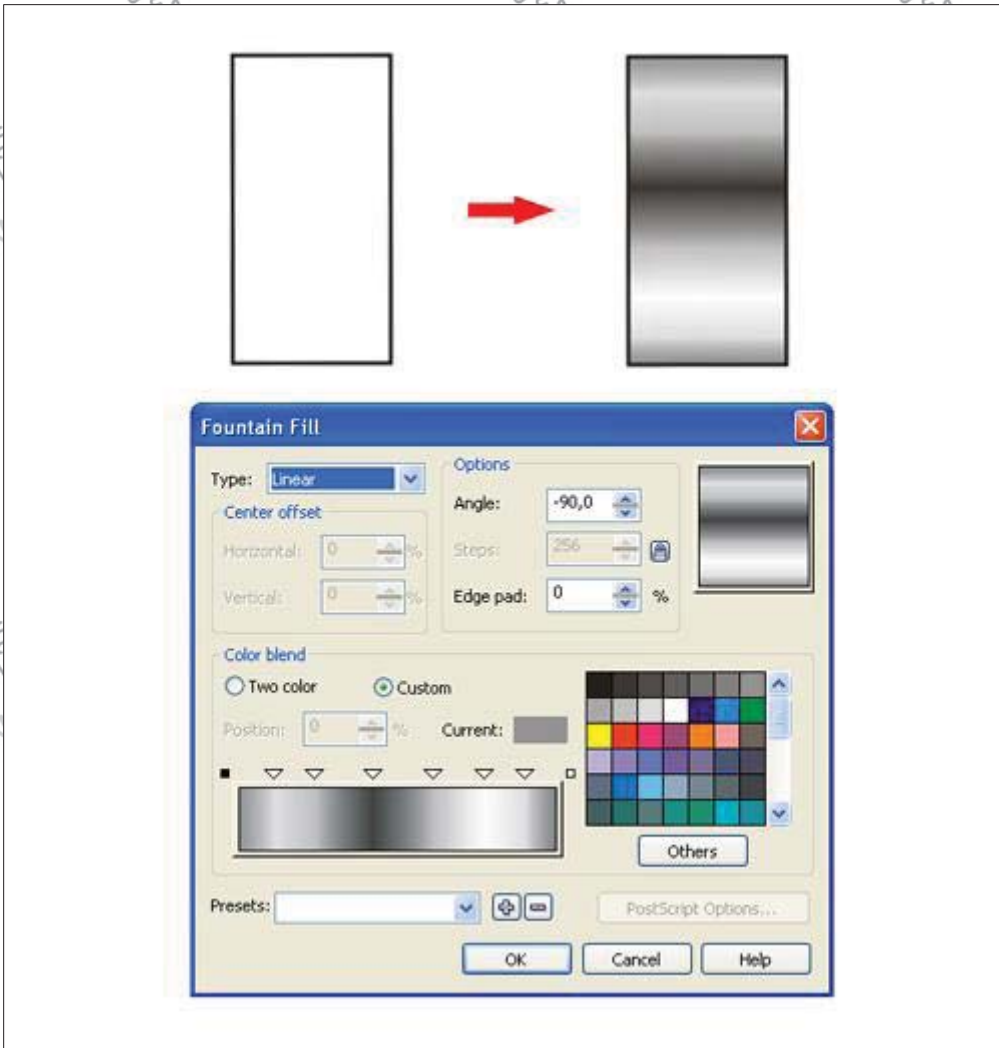 Fountain Fill
Type: Linear
Options
Angle: -90,0
Center offset
Horizontal: 0 %
Steps: 256
Vertical: 0 %
Edge pad: 0 %
Color blend
Two color Custom
Position: 0 % Current:
Others
Presets: PostScript Options...
OK Cancel Help